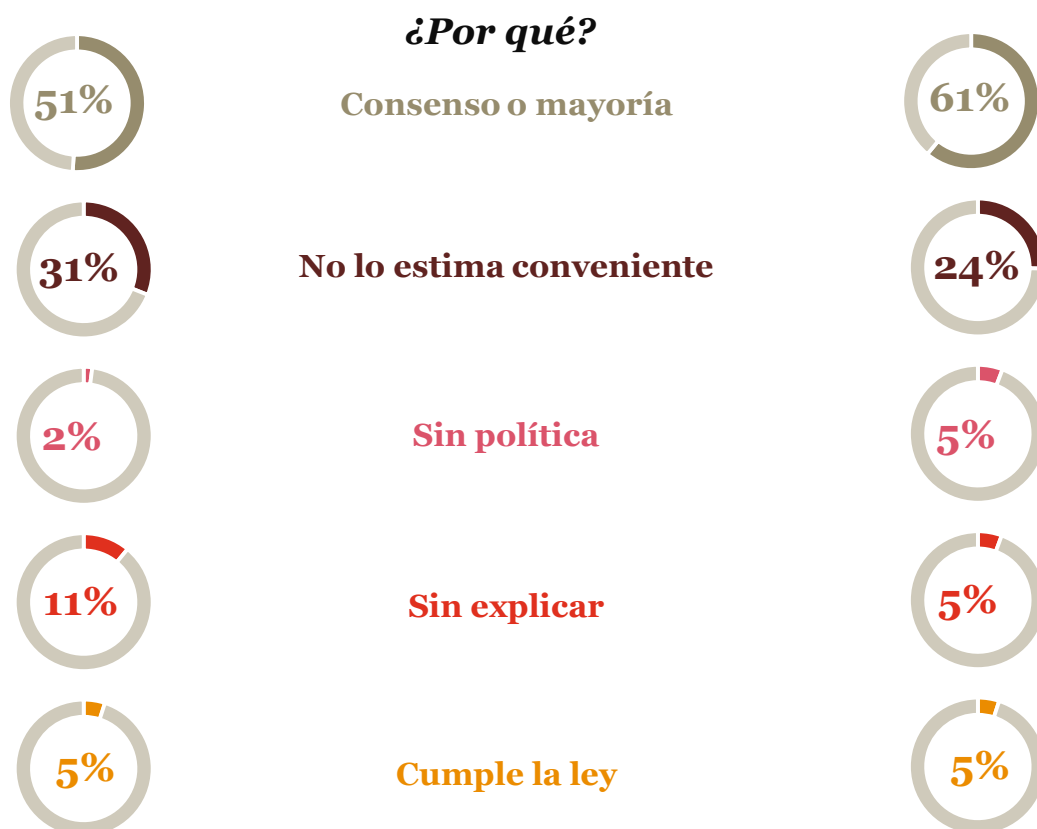 ¿Por qué?
51% Consenso o mayoría 61%
31% No lo estima conveniente 24%
2% Sin política 5%
11% Sin explicar 5%
5% Cumple la ley 5%